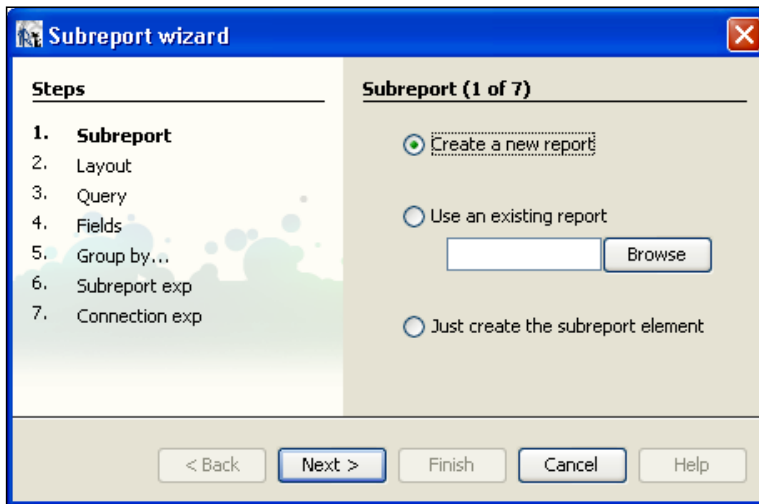 Subreport wizard
Steps
1. Subreport
2. Layout
3. Query
4. Fields
5. Group by...
6. Subreport exp
7. Connection exp
Subreport (1 of 7)
Create a new report
Use an existing report
Browse
Just create the subreport element
< Back Next > Finish Cancel Help